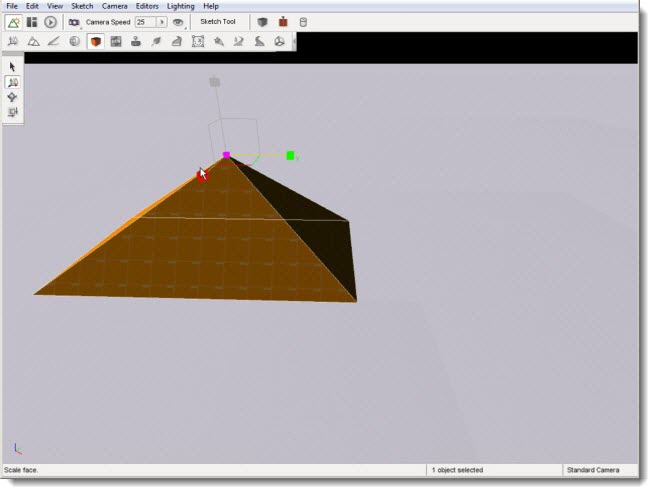 File Edit View Sketch Camera Editors Lighting Help
Camera Speed 25 Sketch Tool
y
Scale face. 1 object selected Standard Camera